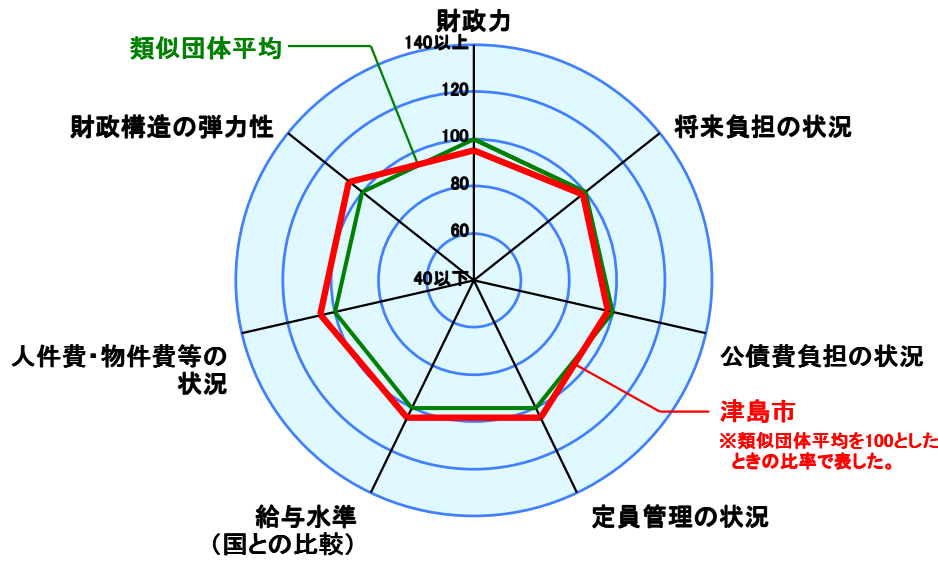 財政力
類似団体平均
140以上
120
100
80
60
40以下
将来負担の状況
財政構造の弾力性
人件費・物件費等の
状況
公債費負担の状況
津島市
※類似団体平均を100とした
ときの比率で表した。
給与水準
（国との比較）
定員管理の状況